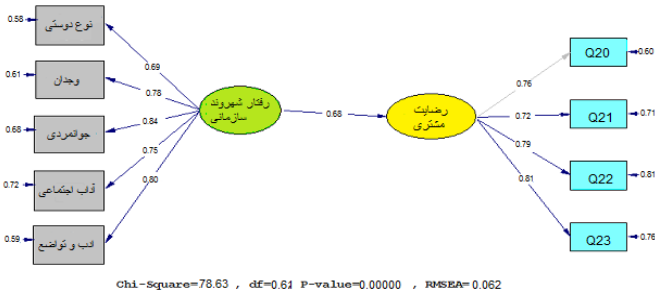 0.58
نوع دوستی
0.69
0.61
وجدان
0.78
0.68
جوانمردی
0.84
0.72
آداب اجتماعی
0.75
0.59
ادب و تواضع
0.80
رفتار شهروند
سازمانی
0.68
رضایت
مشتری
0.76
Q20
0.60
0.72
Q21
0.71
0.79
Q22
0.81
0.81
Q23
0.76
Chi-Square=78.63 , df=0.61 P-value=0.00000 , RMSEA=0.062